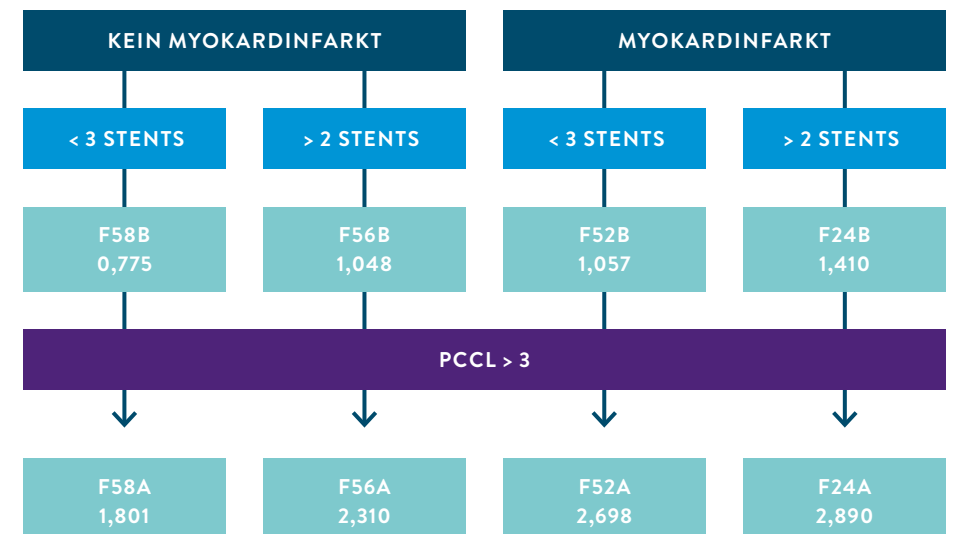 KEIN MYOKARDINFARKT
MYOKARDINFARKT
< 3 STENTS
> 2 STENTS
< 3 STENTS
> 2 STENTS
F58B
0,775
F56B
1,048
F52B
1,057
F24B
1,410
PCCL > 3
F58A
1,801
F56A
2,310
F52A
2,698
F24A
2,890